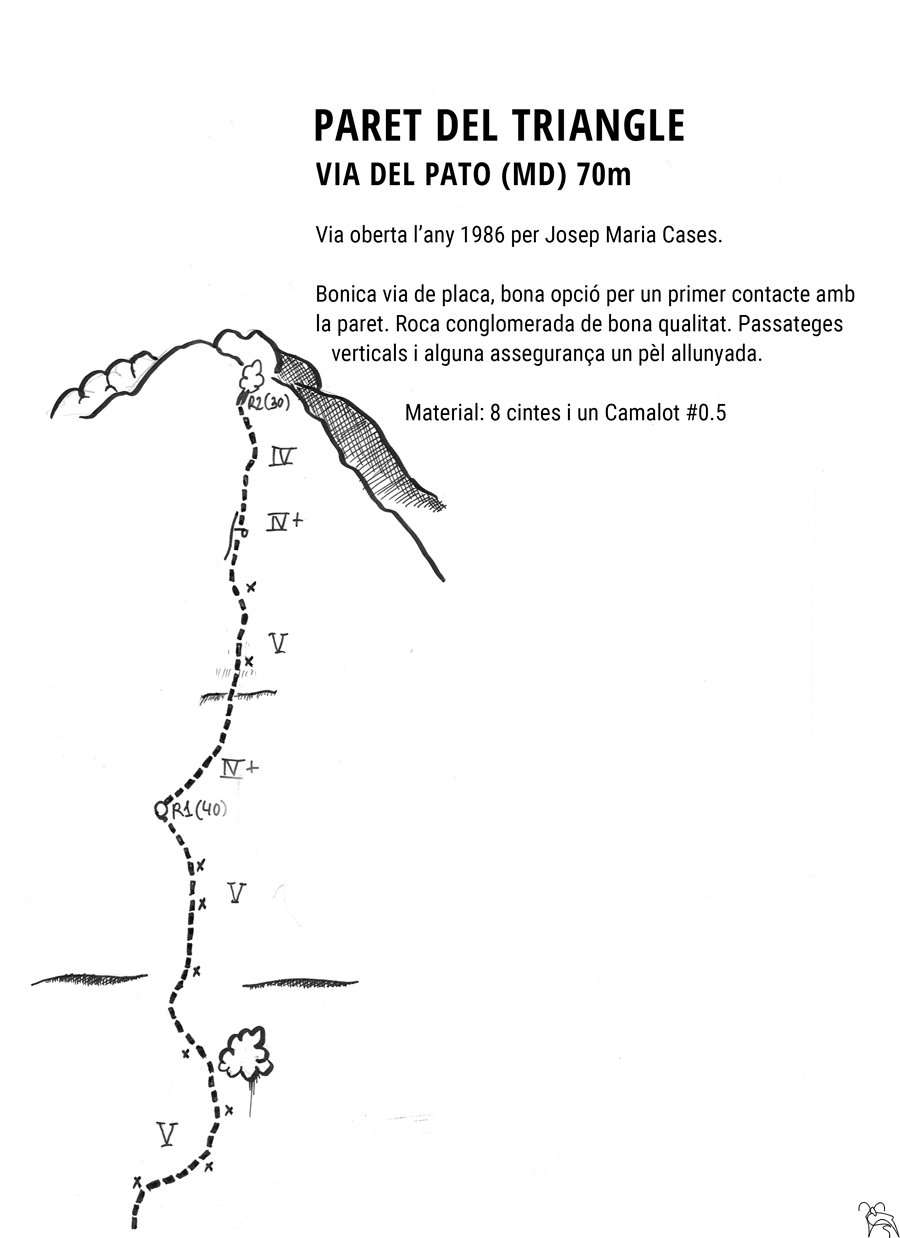 PARET DEL TRIANGLE
VIA DEL PATO (MD) 70m
Via oberta l’any 1986 per Josep Maria Cases.
Bonica via de placa, bona opció per un primer contacte amb
la paret. Roca conglomerada de bona qualitat. Passateges
verticals i alguna assegurança un pèl allunyada.
Material: 8 cintes i un Camalot #0.5
R2(30)
IV
IV+
V
IV+
R1(40)
V
V